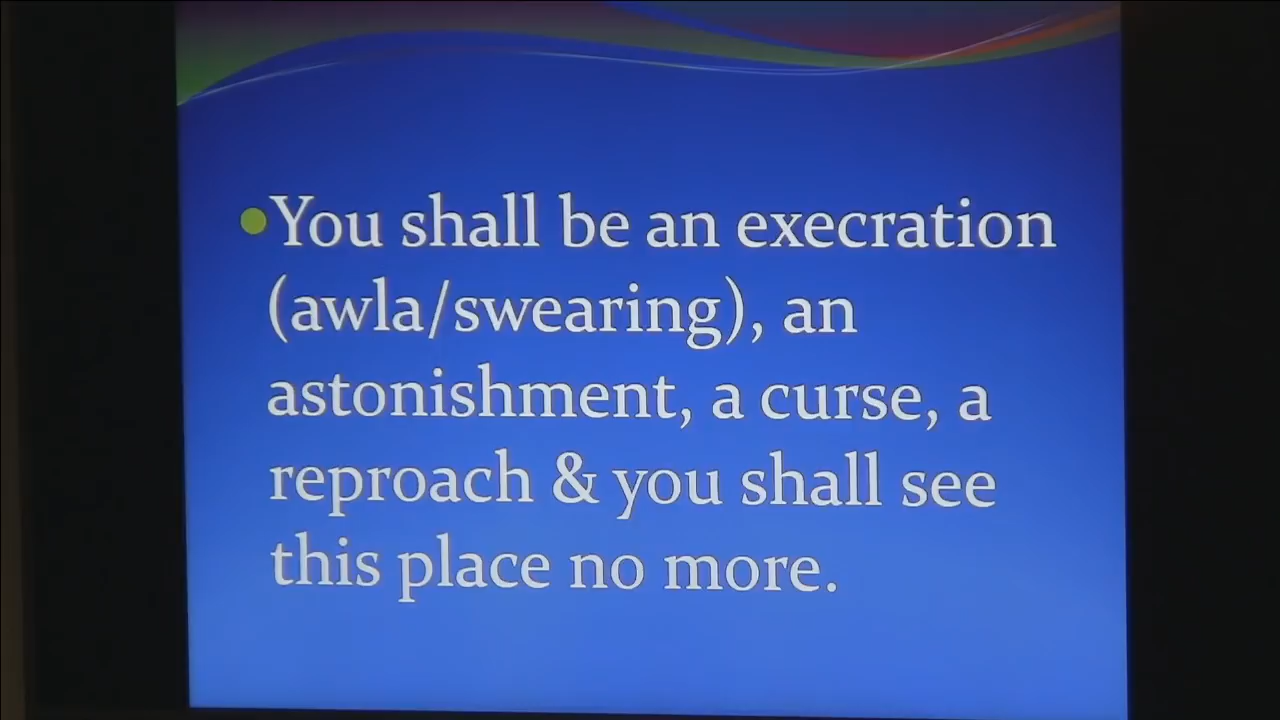 You shall be an execration
(awla/swearing), an
astonishment, a curse, a
reproach & you shall see
this place no more.